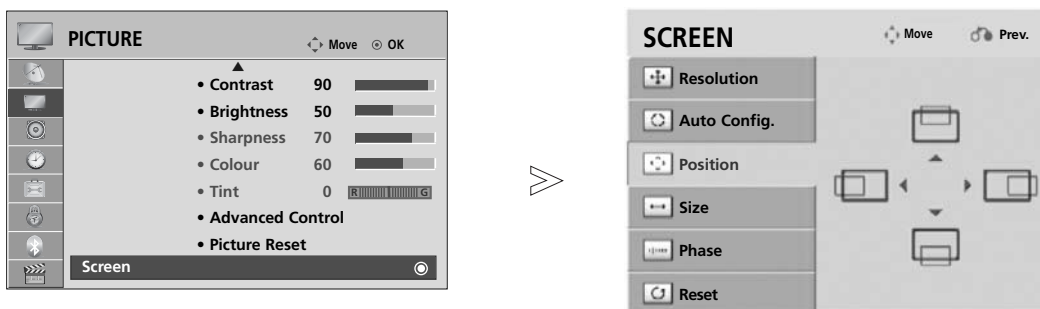 PICTURE
Move OK
• Contrast 90
• Brightness 50
• Sharpness 70
• Colour 60
• Tint 0 R G
• Advanced Control
• Picture Reset
Screen
SCREEN
Move Prev.
Resolution
Auto Config.
Position
Size
Phase
Reset